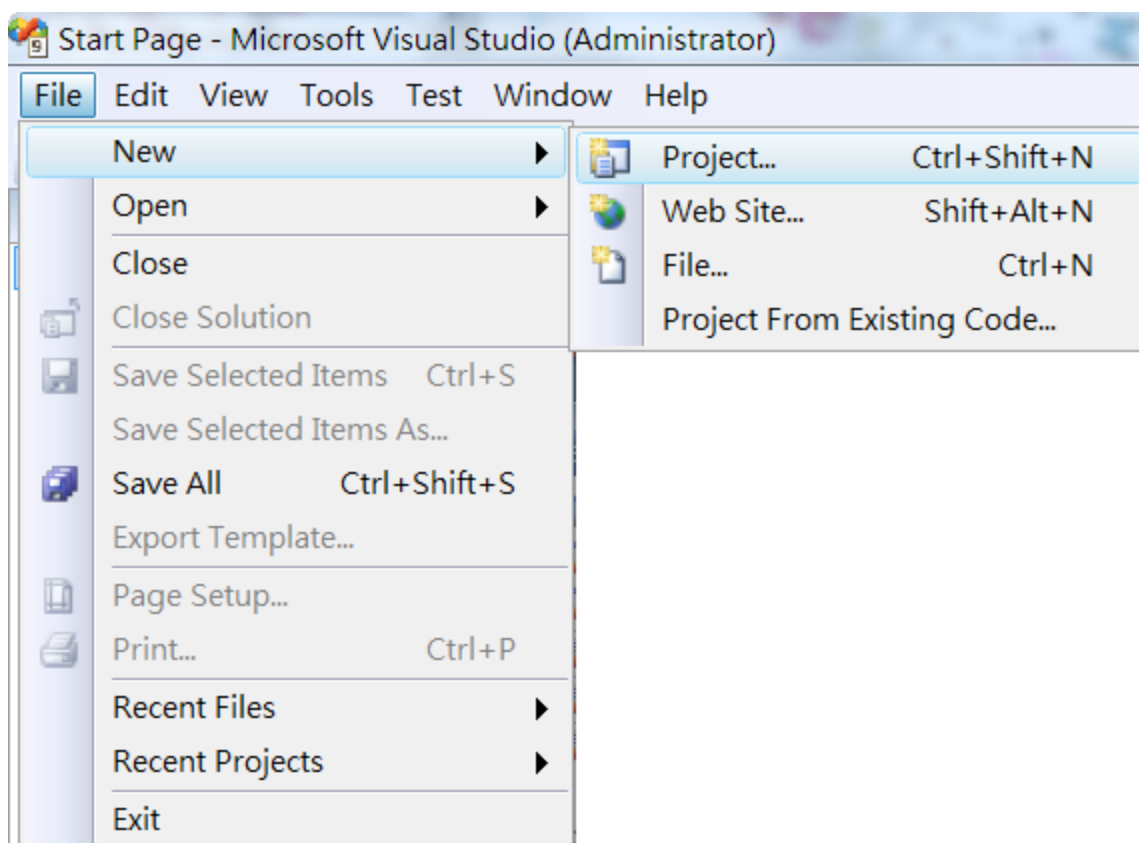 Start Page - Microsoft Visual Studio (Administrator)
File Edit View Tools Test Window Help
New
Open
Close
Close Solution
Save Selected Items Ctrl+S
Save Selected Items As...
Save All Ctrl+Shift+S
Export Template...
Page Setup...
Print... Ctrl+P
Recent Files
Recent Projects
Exit
Project... Ctrl+Shift+N
Web Site... Shift+Alt+N
File... Ctrl+N
Project From Existing Code...